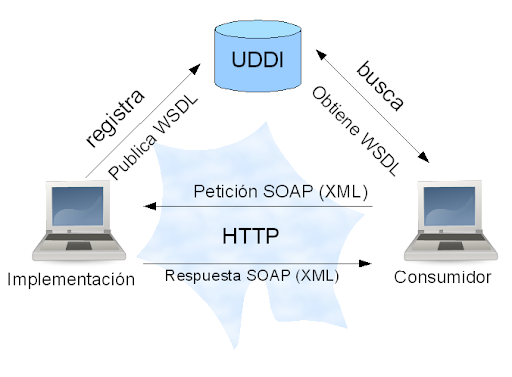 UDDI
registra
Publica WSDL
busca
Obtiene WSDL
Petición SOAP (XML)
HTTP
Respuesta SOAP (XML)
Implementación
Consumidor